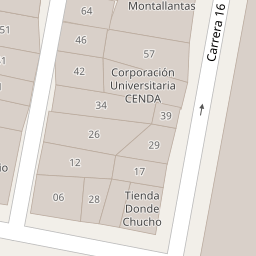 Montallantas
64
51
46
57
42
Corporación
Universitaria
CENDA
Carrera 16
34
39
26
29
12
17
06
28
Tienda
Donde
Chucho